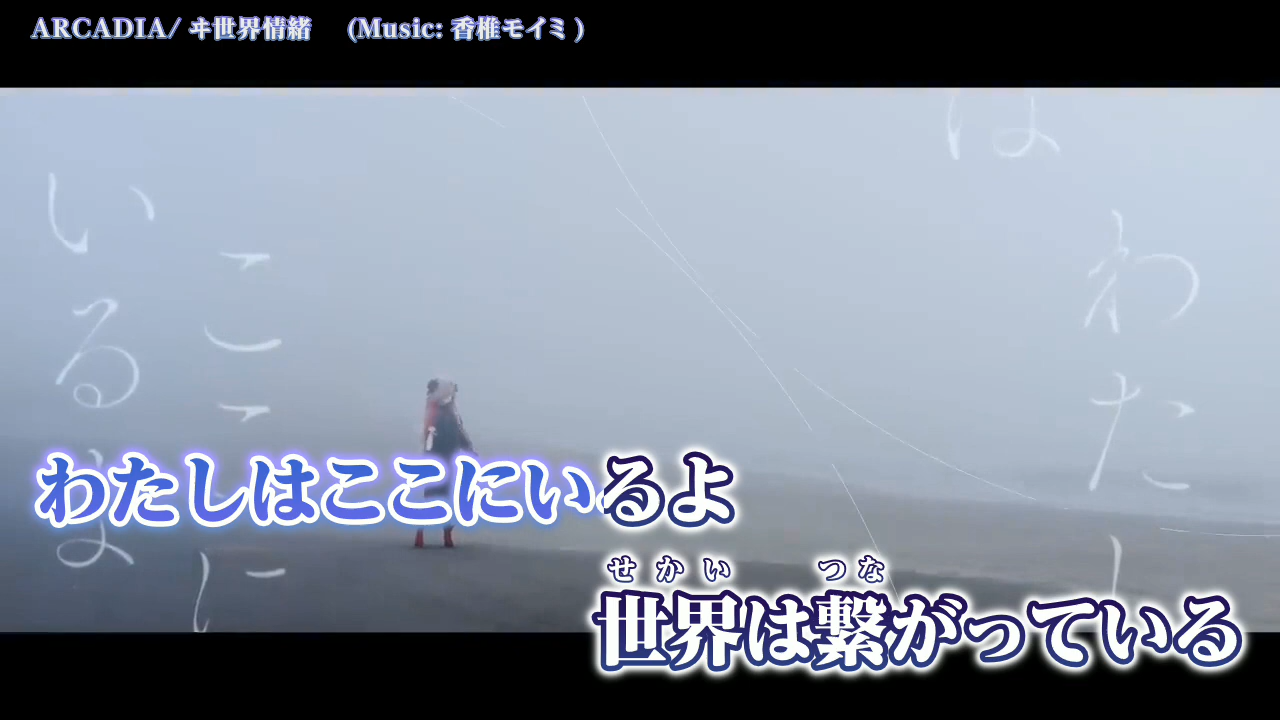 ARCADIA/ ヰ世界情緒 (Music: 香椎モイミ)
は
わたし
ここに
いるよ
わたしはここにいるよ
せかい つな
世界は繋がっている